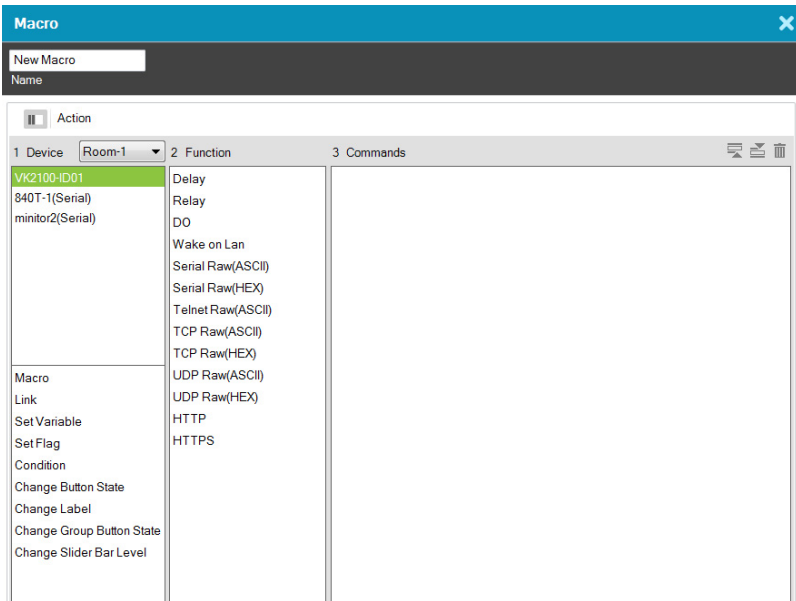 Macro
New Macro
Name
Action
1 Device Room-1 2 Function 3 Commands
VK2100-ID01
840T-1(Serial)
minitor2(Serial)
Macro
Link
Set Variable
Set Flag
Condition
Change Button State
Change Label
Change Group Button State
Change Slider Bar Level
Delay
Relay
DO
Wake on Lan
Serial Raw(ASCII)
Serial Raw(HEX)
Telnet Raw(ASCII)
TCP Raw(ASCII)
TCP Raw(HEX)
UDP Raw(ASCII)
UDP Raw(HEX)
HTTP
HTTPS